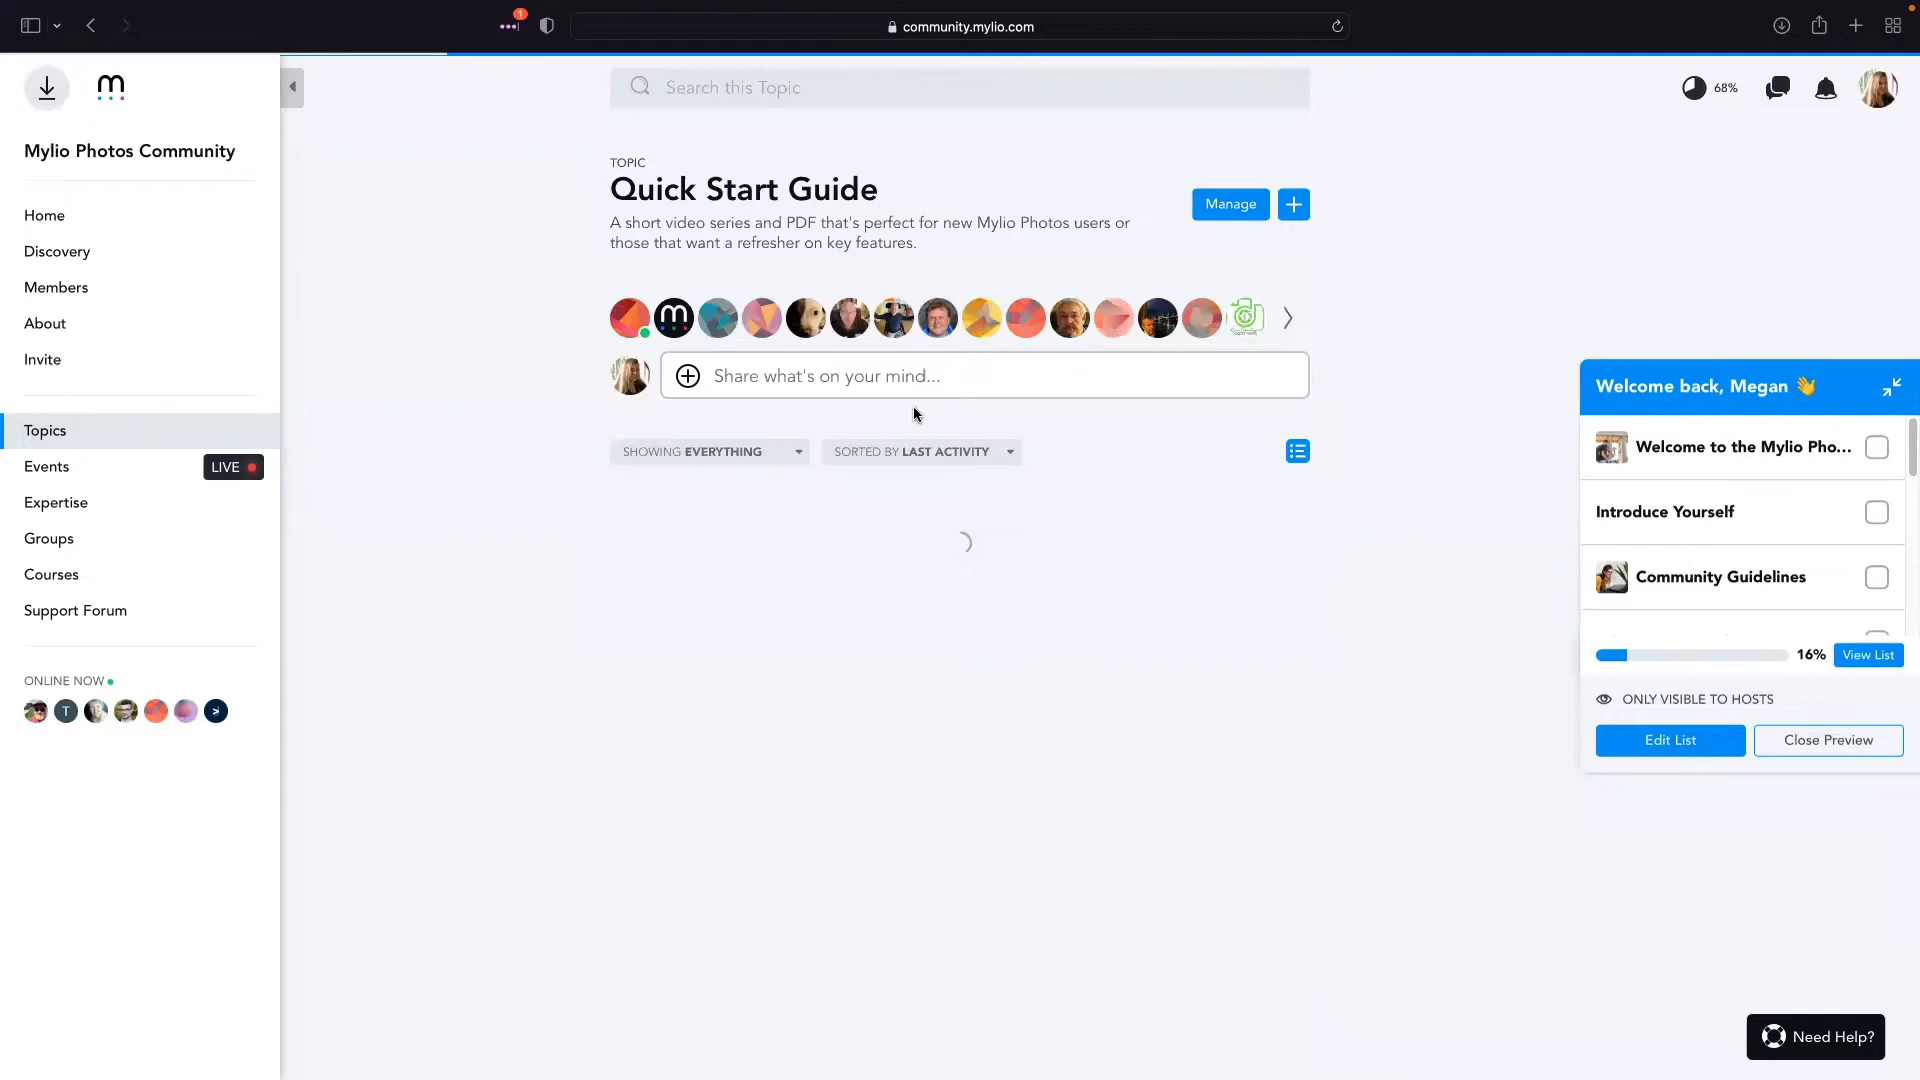 1
community.mylio.com
m
Search this Topic
68%
Mylio Photos Community
Home
Discovery
Members
About
Invite
Topics
Events
LIVE
Expertise
Groups
Courses
Support Forum
ONLINE NOW
T
TOPIC
Quick Start Guide
A short video series and PDF that's perfect for new Mylio Photos users or
those that want a refresher on key features.
Manage
m
Share what's on your mind...
SHOWING EVERYTHING
SORTED BY LAST ACTIVITY
Welcome back, Megan 👋
Welcome to the Mylio Pho...
Introduce Yourself
Community Guidelines
16%
View List
ONLY VISIBLE TO HOSTS
Edit List
Close Preview
Need Help?